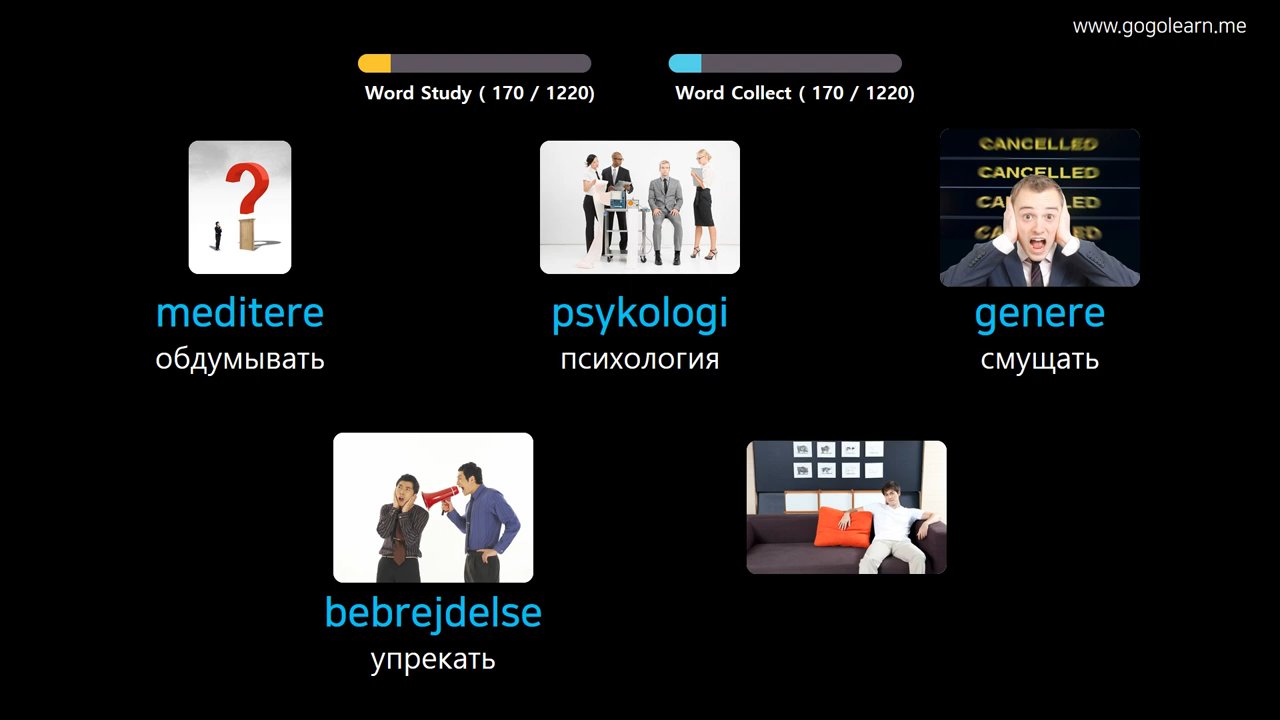 www.gogolearn.me
Word Study ( 170 / 1220)
Word Collect ( 170 / 1220)
CANCELLED
CANCELLED
meditere
обдумывать
psykologi
психология
genere
смущать
bebrejdelse
упрекать